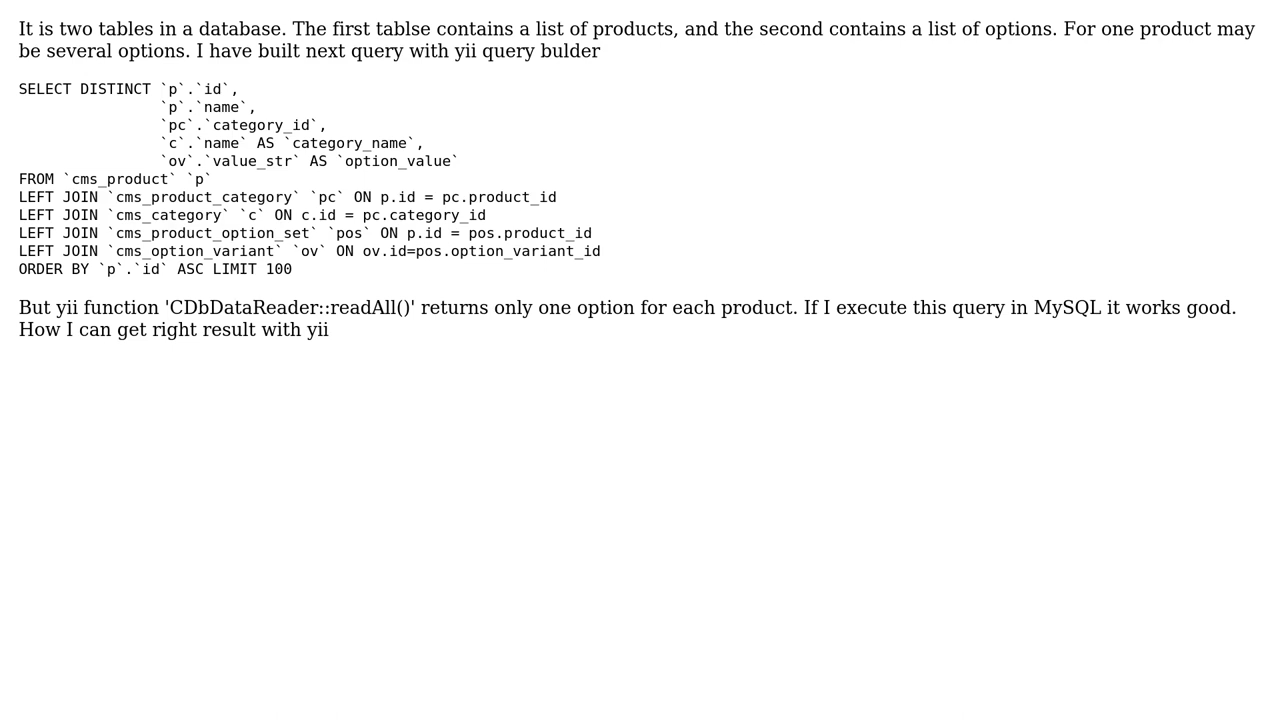 It is two tables in a database. The first tablse contains a list of products, and the second contains a list of options. For one product may
be several options. I have built next query with yii query bulder
SELECT DISTINCT `p`.`id`,
                `p`.`name`,
                `pc`.`category_id`,
                `c`.`name` AS `category_name`,
                `ov`.`value_str` AS `option_value`
FROM `cms_product` `p`
LEFT JOIN `cms_product_category` `pc` ON p.id = pc.product_id
LEFT JOIN `cms_category` `c` ON c.id = pc.category_id
LEFT JOIN `cms_product_option_set` `pos` ON p.id = pos.product_id
LEFT JOIN `cms_option_variant` `ov` ON ov.id=pos.option_variant_id
ORDER BY `p`.`id` ASC LIMIT 100
But yii function 'CDbDataReader::readAll()' returns only one option for each product. If I execute this query in MySQL it works good.
How I can get right result with yii